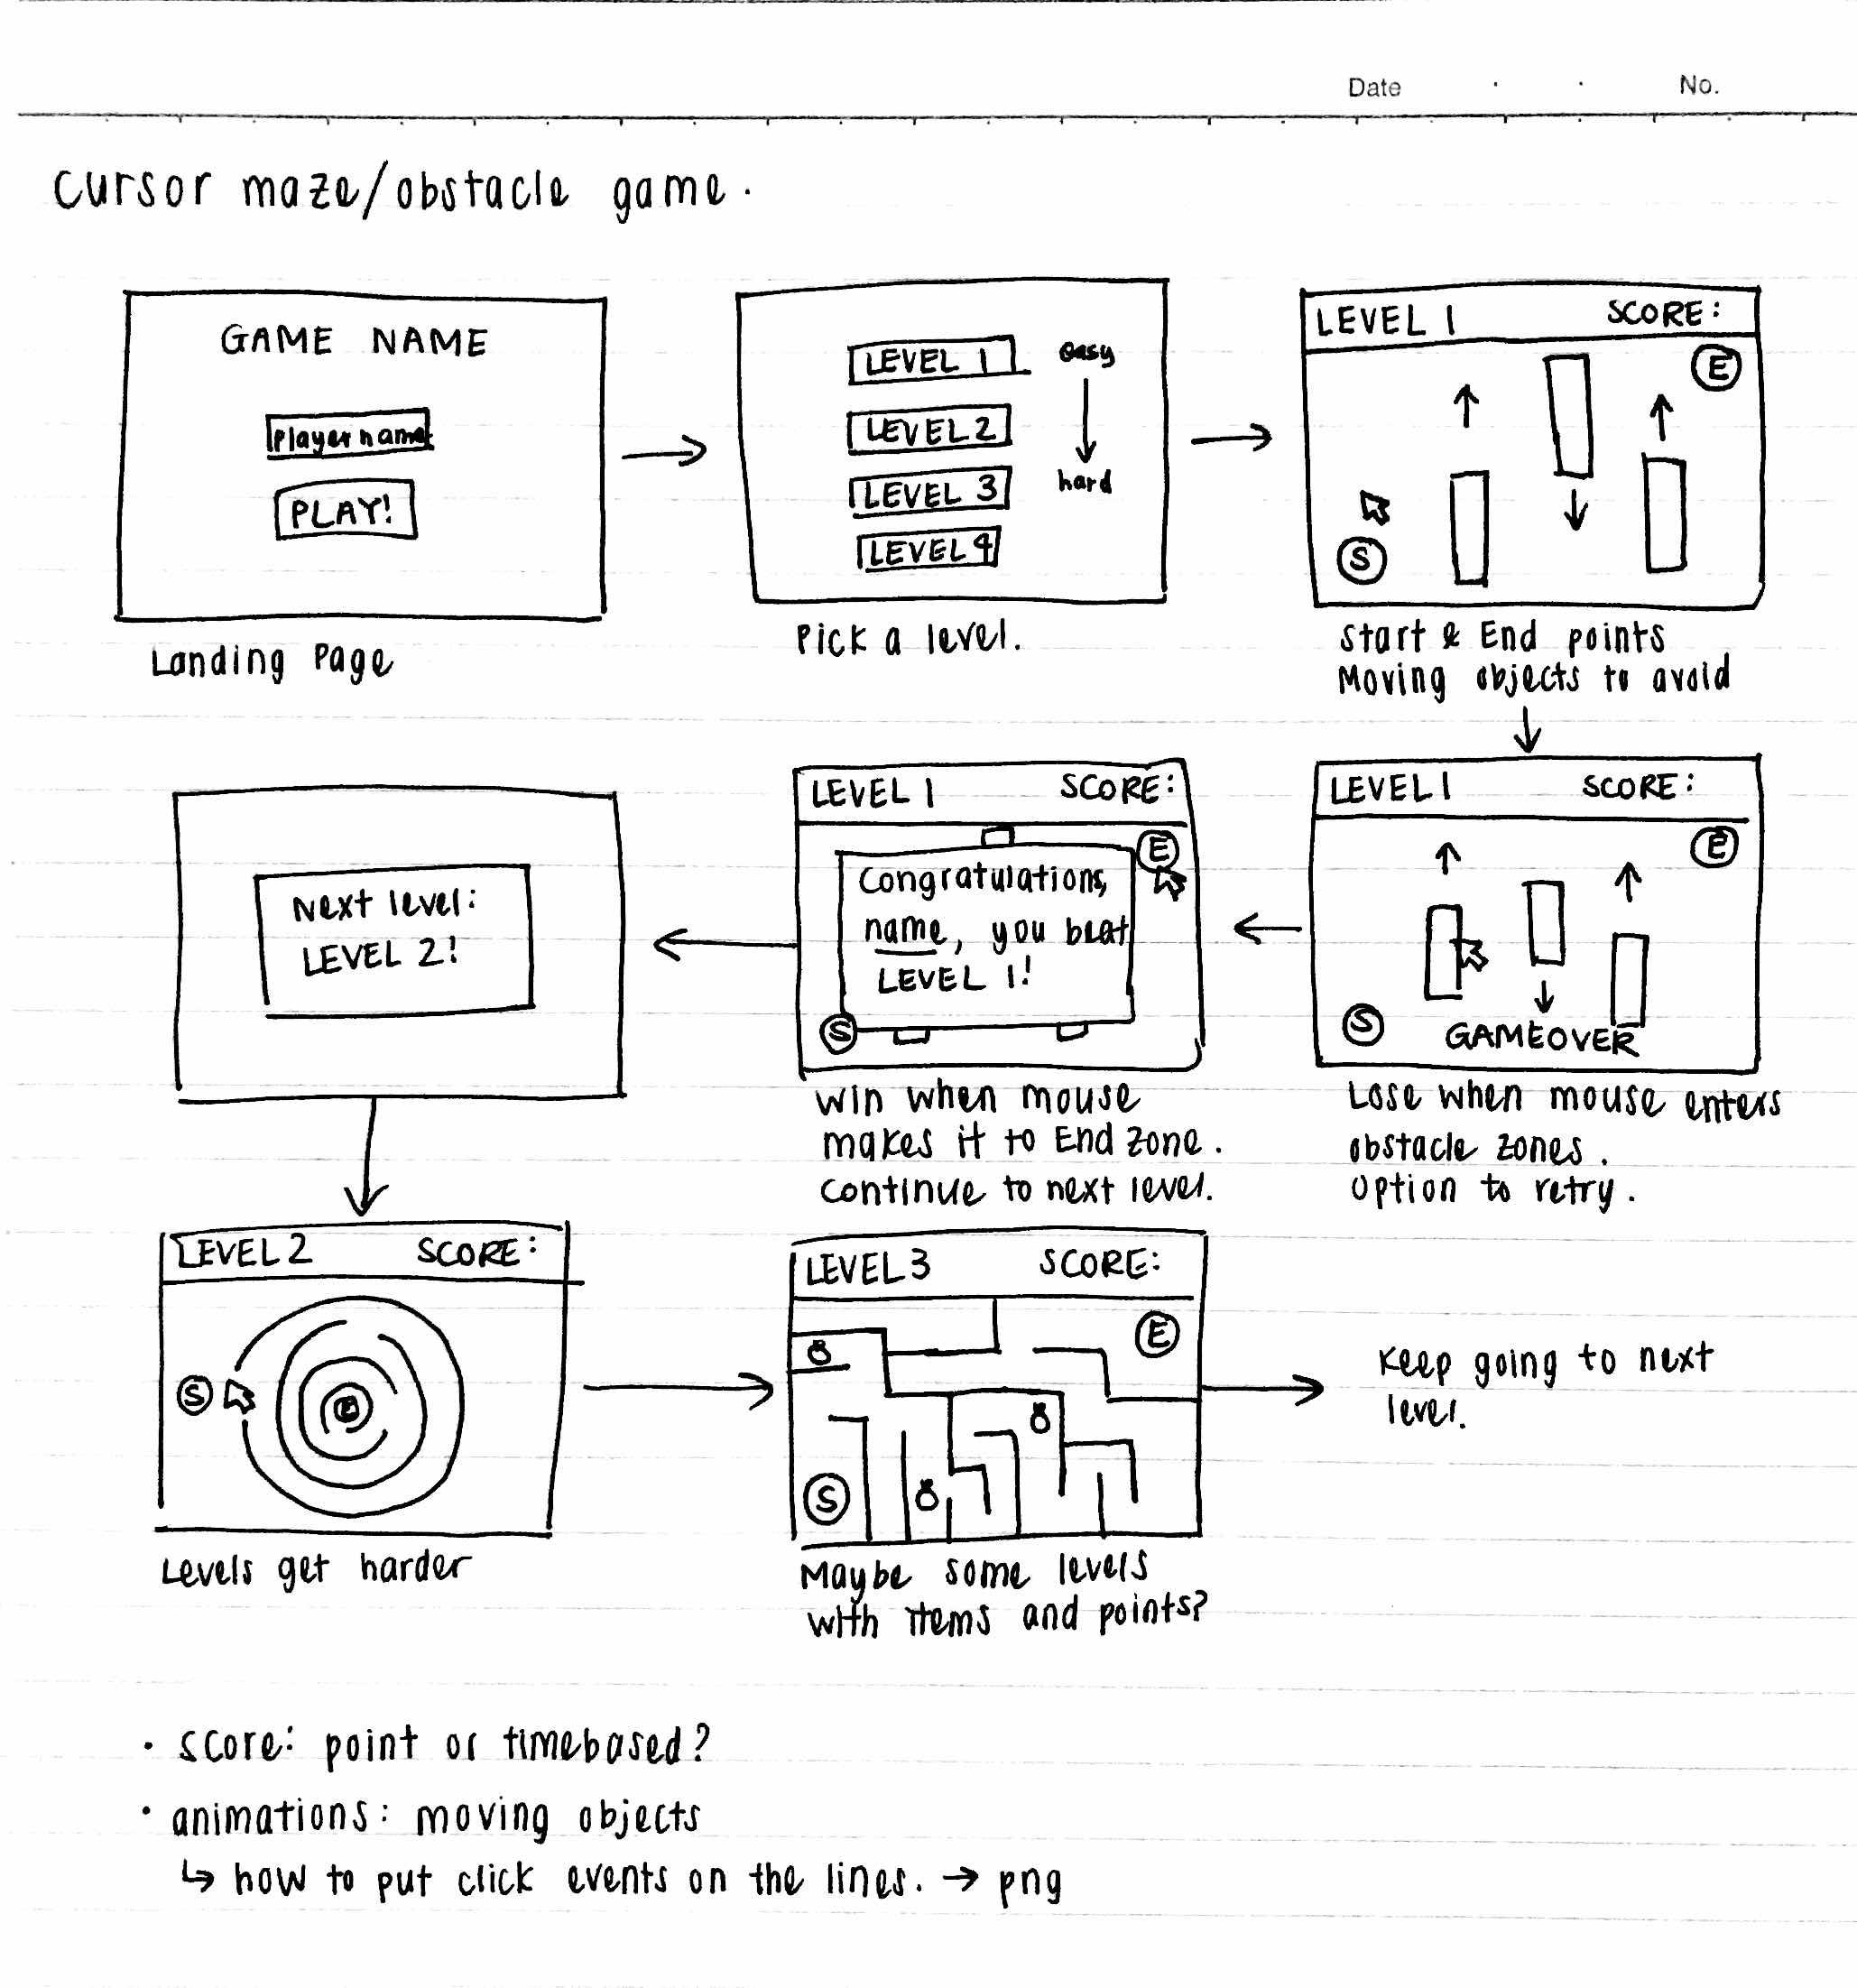 Date . . No.
cursor maze/obstacle game.
GAME NAME
Player name
PLAY!
Landing Page
LEVEL 1
LEVEL 2
LEVEL 3
LEVEL 4
easy
hard
Pick a level.
LEVEL 1 SCORE:
E
S
Start & End points
Moving objects to avoid
LEVEL 1 SCORE:
E
S
GAMEOVER
Lose when mouse enters
obstacle zones.
Option to retry.
LEVEL 1 SCORE:
E
Congratulations,
name, you beat
LEVEL 1!
S
Win when mouse
makes it to End zone.
Continue to next level.
Next level:
LEVEL 2!
LEVEL 2 SCORE:
S
E
Levels get harder
LEVEL 3 SCORE:
E
S
Maybe some levels
with items and points?
Keep going to next
level.
• score: point or timebased?
• animations: moving objects
↳ how to put click events on the lines. → png